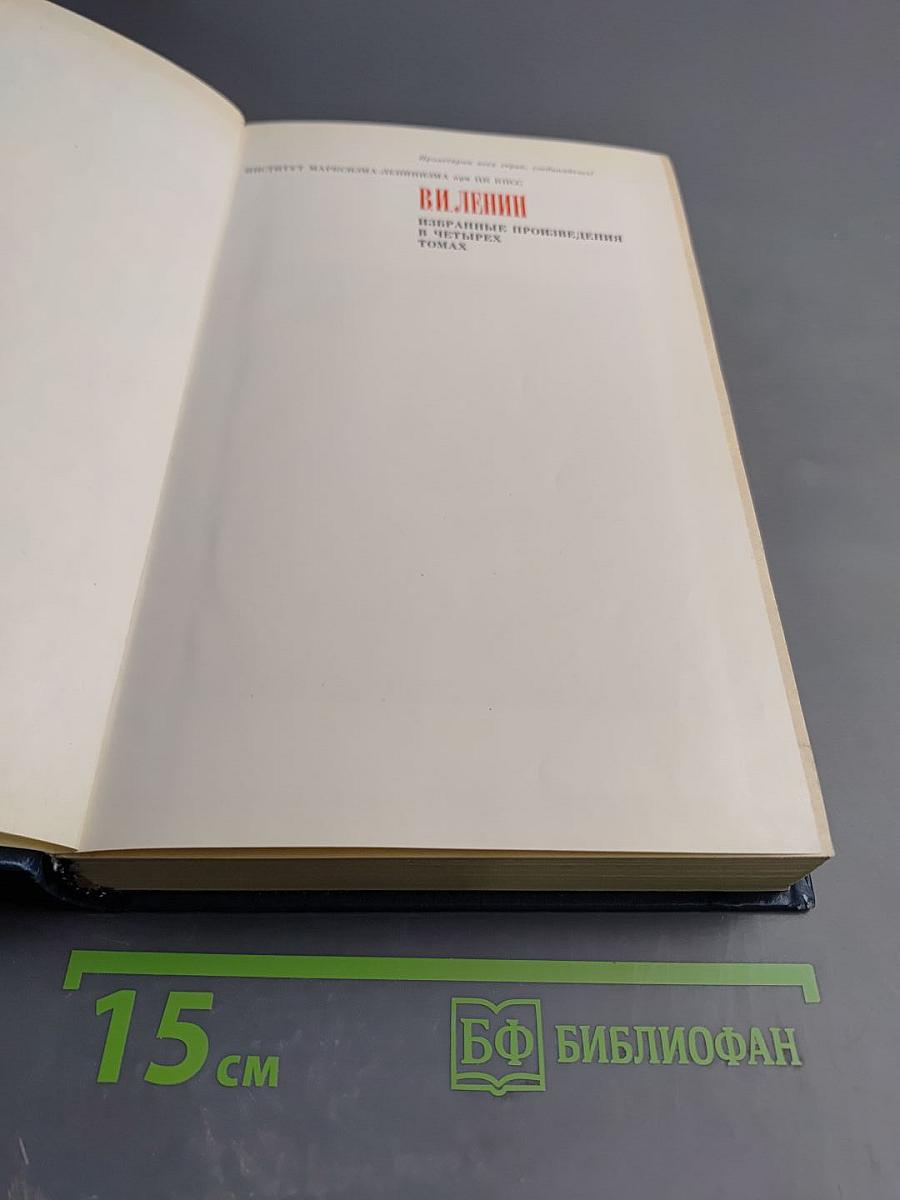 Пролетарии всех стран, соединяйтесь!
ИНСТИТУТ МАРКСИЗМА-ЛЕНИНИЗМА при ЦК КПСС
В.И.ЛЕНИН
ИЗБРАННЫЕ ПРОИЗВЕДЕНИЯ
В ЧЕТЫРЕХ
ТОМАХ
15 см
БФ БИБЛИОФАН